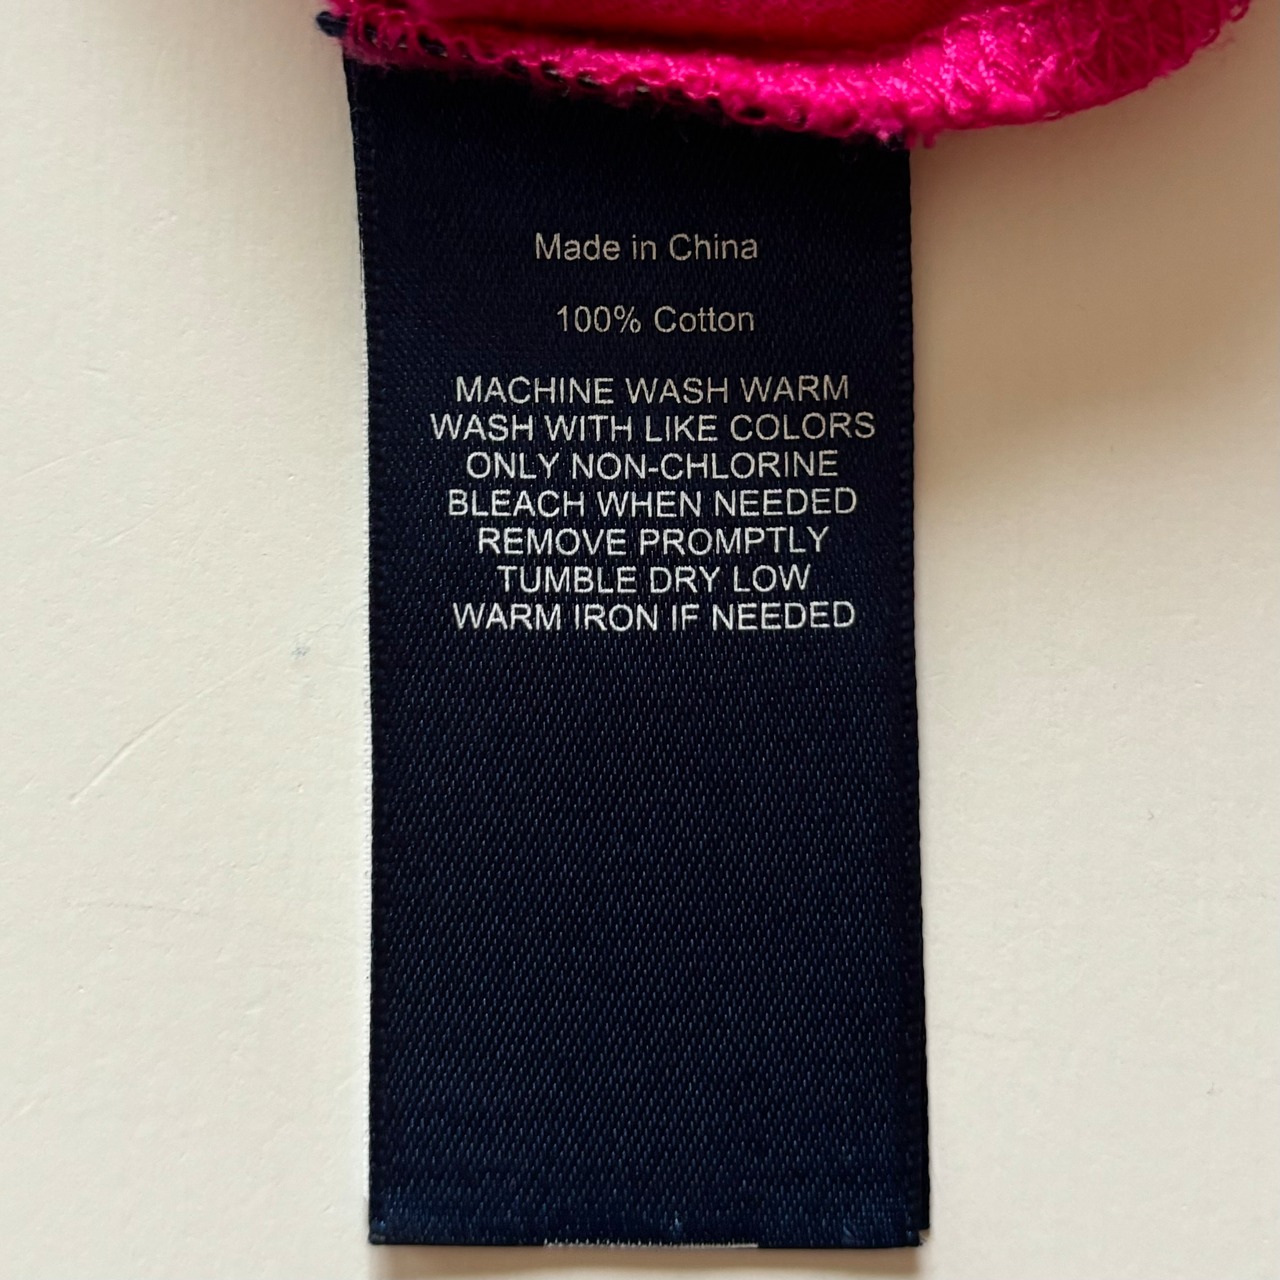 Made in China
100% Cotton
MACHINE WASH WARM
WASH WITH LIKE COLORS
ONLY NON-CHLORINE
BLEACH WHEN NEEDED
REMOVE PROMPTLY
TUMBLE DRY LOW
WARM IRON IF NEEDED